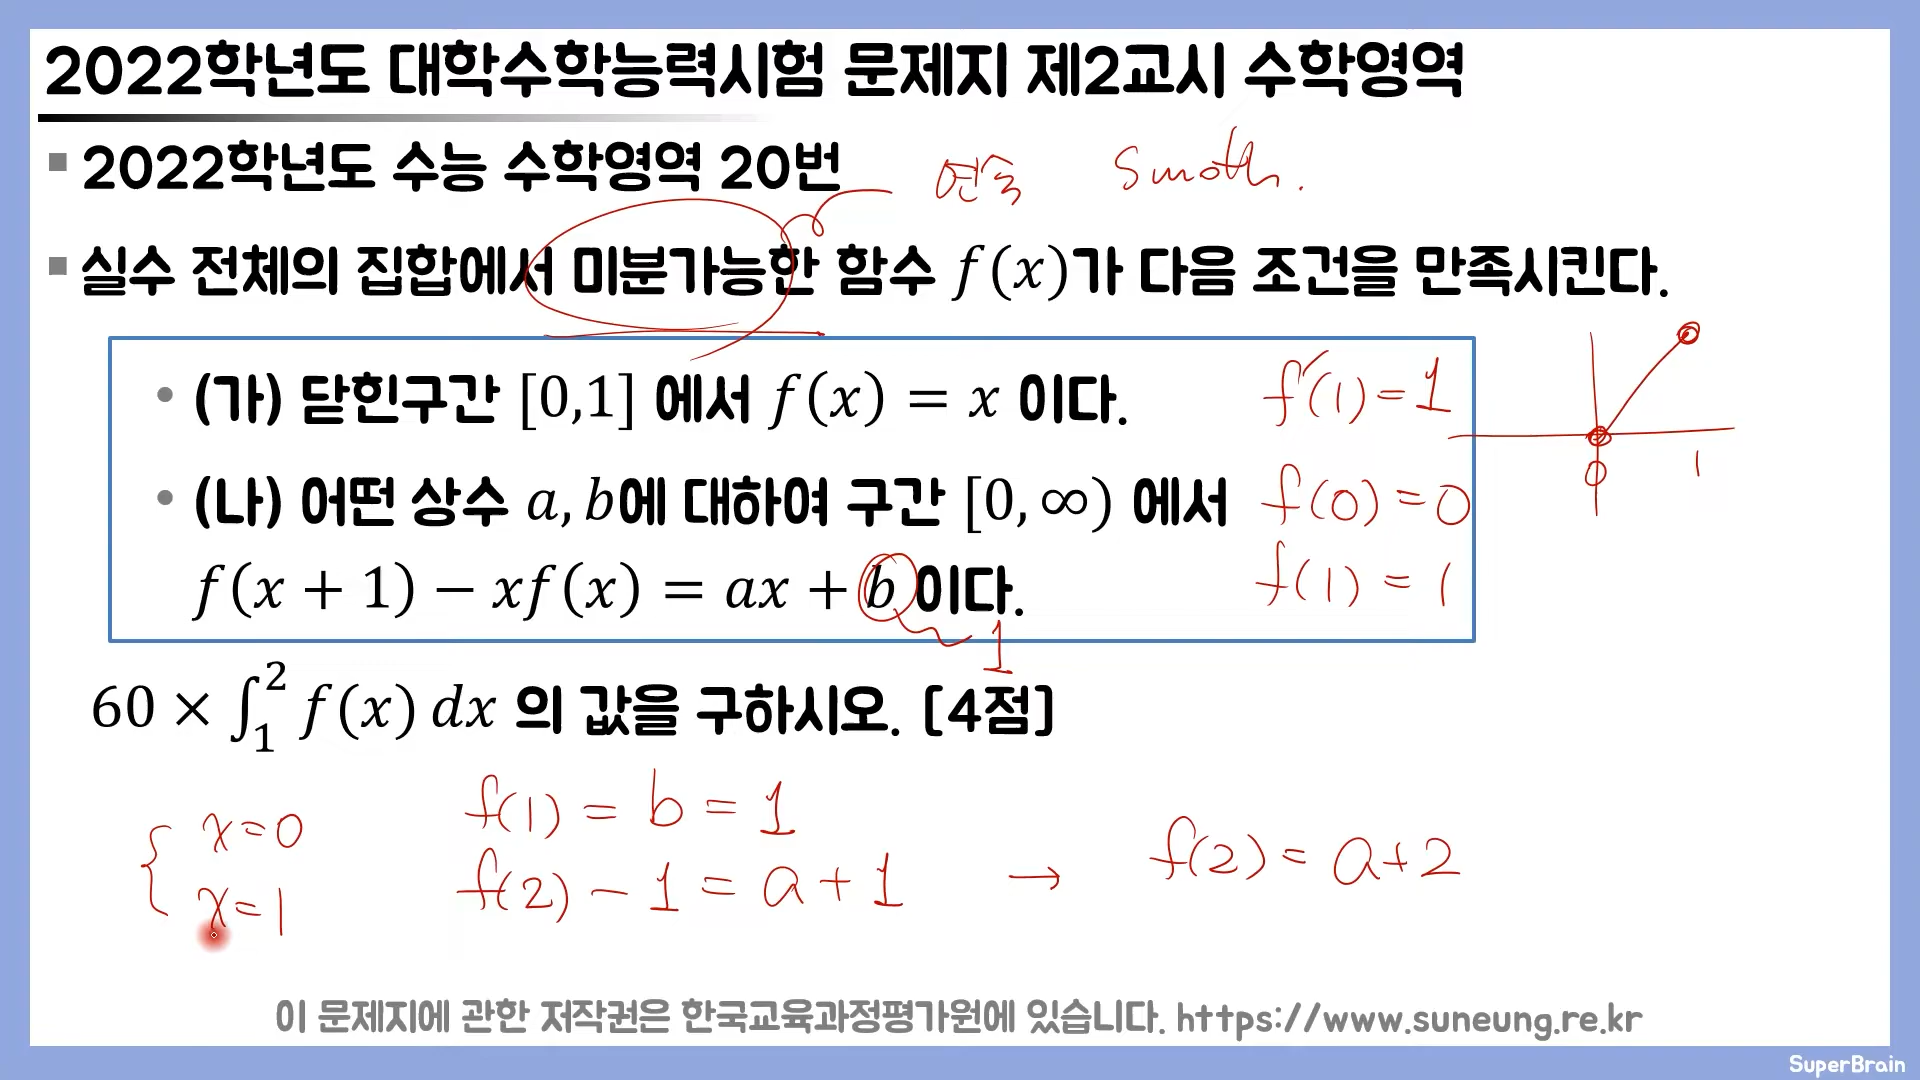 2022학년도 대학수학능력시험 문제지 제2교시 수학영역
2022학년도 수능 수학영역 20번
연속 Smoth.
실수 전체의 집합에서 미분가능한 함수 f(x)가 다음 조건을 만족시킨다.
(가) 닫힌구간 [0,1] 에서 f(x) = x 이다.
f'(1) = 1
(나) 어떤 상수 a, b에 대하여 구간 [0, ∞) 에서
f(0) = 0
0 1
f(x + 1) − xf(x) = ax + b 이다.
f(1) = 1
1
60 × ∫₁² f(x) dx 의 값을 구하시오. [4점]
{ x=0 f(1) = b = 1
x=1 f(2) − 1 = a + 1 → f(2) = a+2
이 문제지에 관한 저작권은 한국교육과정평가원에 있습니다. https://www.suneung.re.kr
SuperBrain